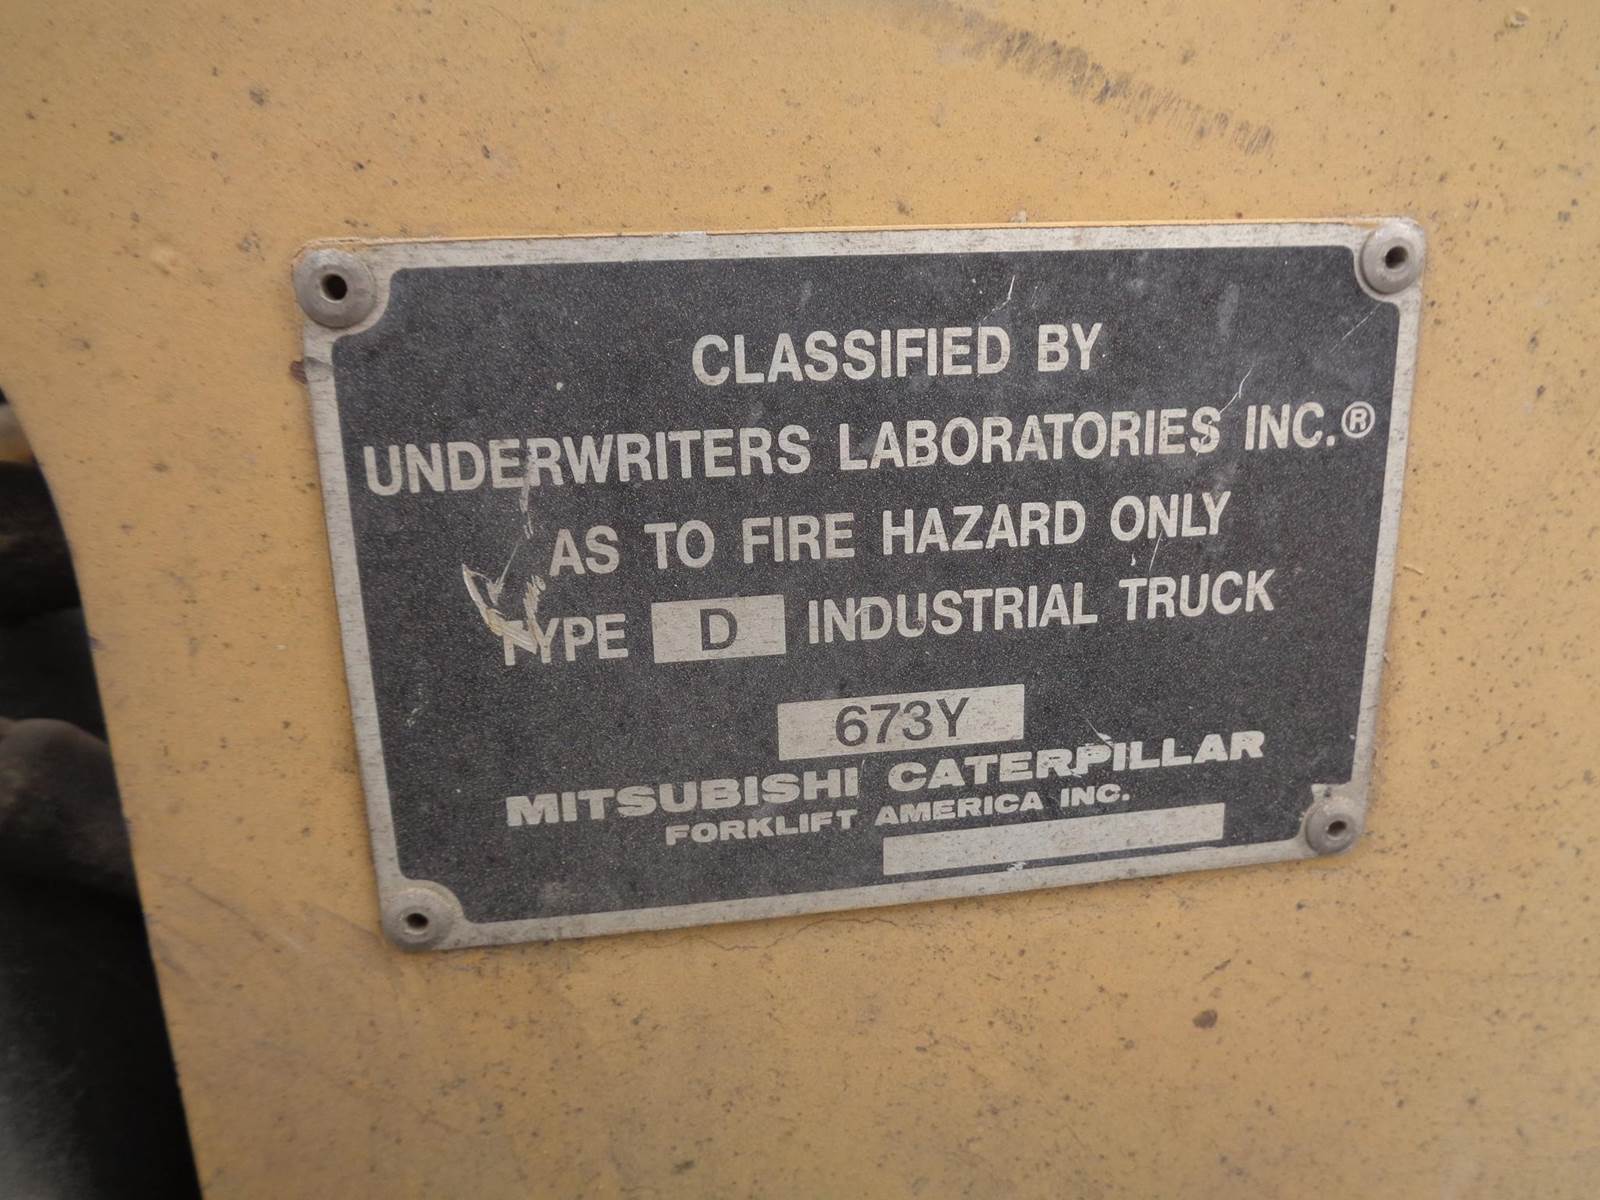 CLASSIFIED BY
UNDERWRITERS LABORATORIES INC.®
AS TO FIRE HAZARD ONLY
TYPE D INDUSTRIAL TRUCK
673Y
MITSUBISHI CATERPILLAR
FORKLIFT AMERICA INC.